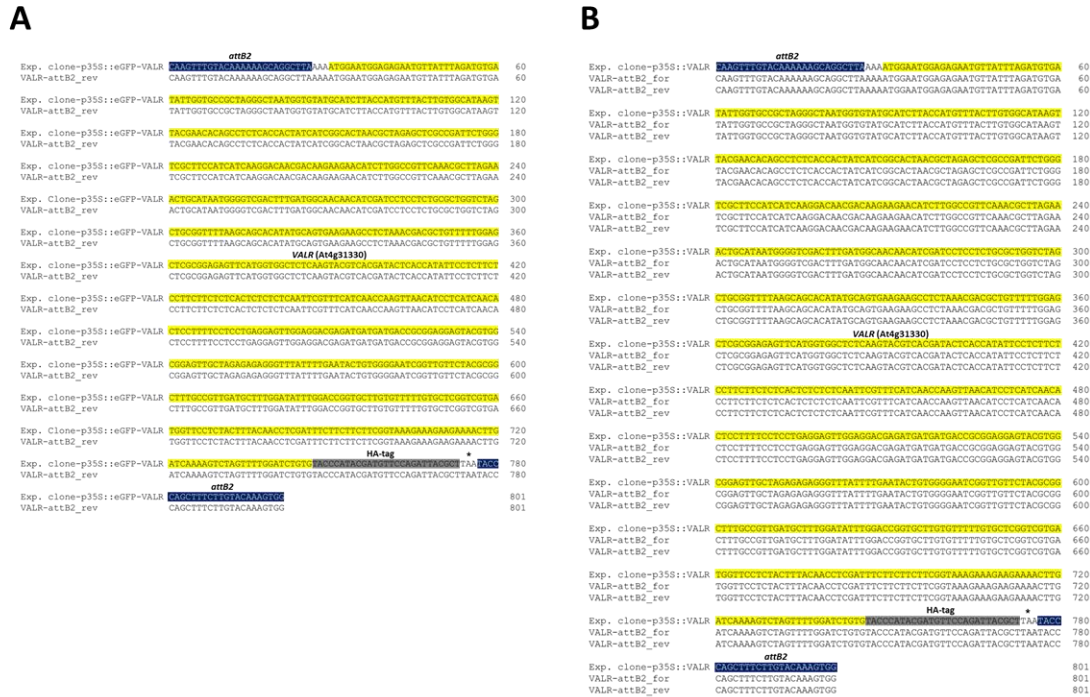 A
attB2
Exp. clone-p35S::eGFP-VALR CAAGTTTGTACAAAAAAGCAGGCTTAAAAATGGAATGGAGAGAATGTTATTTAGATGTGA 60
VALR-attB2_rev CAAGTTTGTACAAAAAAGCAGGCTTAAAAATGGAATGGAGAGAATGTTATTTAGATGTGA 60
Exp. clone-p35S::eGFP-VALR TATTGGTGCCGCTAGGGCTAATGGTGTATGCATCTTACCATGTTTACTTGTGGCATAAGT 120
VALR-attB2_rev TATTGGTGCCGCTAGGGCTAATGGTGTATGCATCTTACCATGTTTACTTGTGGCATAAGT 120
Exp. clone-p35S::eGFP-VALR TACGAACACAGCCTCTCACCACTATCATCGGCACTAACGCTAGAGCTCGCCGATTCTGGG 180
VALR-attB2_rev TACGAACACAGCCTCTCACCACTATCATCGGCACTAACGCTAGAGCTCGCCGATTCTGGG 180
Exp. clone-p35S::eGFP-VALR TCGCTTCCATCATCAAGGACAACGACAAGAAGAACATCTTGGCCGTTCAAACGCTTAGAA 240
VALR-attB2_rev TCGCTTCCATCATCAAGGACAACGACAAGAAGAACATCTTGGCCGTTCAAACGCTTAGAA 240
Exp. clone-p35S::eGFP-VALR ACTGCATAATGGGGTCGACTTTGATGGCAACAACATCGATCCTCCTCTGCGCTGGTCTAG 300
VALR-attB2_rev ACTGCATAATGGGGTCGACTTTGATGGCAACAACATCGATCCTCCTCTGCGCTGGTCTAG 300
Exp. clone-p35S::eGFP-VALR CTGCGGTTTTAAGCAGCACATATGCAGTGAAGAAGCCTCTAAACGACGCTGTTTTTGGAG 360
VALR-attB2_rev CTGCGGTTTTAAGCAGCACATATGCAGTGAAGAAGCCTCTAAACGACGCTGTTTTTGGAG 360
VALR (At4g31330)
Exp. clone-p35S::eGFP-VALR CTCGCGGAGAGTTCATGGTGGCTCTCAAGTACGTCACGATACTCACCATATTCCTCTTCT 420
VALR-attB2_rev CTCGCGGAGAGTTCATGGTGGCTCTCAAGTACGTCACGATACTCACCATATTCCTCTTCT 420
Exp. clone-p35S::eGFP-VALR CCTTCTTCTCTCACTCTCTCTCAATTCGTTTCATCAACCAAGTTAACATCCTCATCAACA 480
VALR-attB2_rev CCTTCTTCTCTCACTCTCTCTCAATTCGTTTCATCAACCAAGTTAACATCCTCATCAACA 480
Exp. clone-p35S::eGFP-VALR CTCCTTTTCCTCCTGAGGAGTTGGAGGACGAGATGATGATGACCGCGGAGGAGTACGTGG 540
VALR-attB2_rev CTCCTTTTCCTCCTGAGGAGTTGGAGGACGAGATGATGATGACCGCGGAGGAGTACGTGG 540
Exp. clone-p35S::eGFP-VALR CGGAGTTGCTAGAGAGAGGGTTTATTTTGAATACTGTGGGGAATCGGTTGTTCTACGCGG 600
VALR-attB2_rev CGGAGTTGCTAGAGAGAGGGTTTATTTTGAATACTGTGGGGAATCGGTTGTTCTACGCGG 600
Exp. clone-p35S::eGFP-VALR CTTTGCCGTTGATGCTTTGGATATTTGGACCGGTGCTTGTGTTTTTGTGCTCGGTCGTGA 660
VALR-attB2_rev CTTTGCCGTTGATGCTTTGGATATTTGGACCGGTGCTTGTGTTTTTGTGCTCGGTCGTGA 660
Exp. clone-p35S::eGFP-VALR TGGTTCCTCTACTTTACAACCTCGATTTCTTCTTCTTCGGTAAAGAAAGAAGAAAACTTG 720
VALR-attB2_rev TGGTTCCTCTACTTTACAACCTCGATTTCTTCTTCTTCGGTAAAGAAAGAAGAAAACTTG 720
HA-tag *
Exp. clone-p35S::eGFP-VALR ATCAAAAGTCTAGTTTTGGATCTGTGTACCCATACGATGTTCCAGATTACGCTTAATACC 780
VALR-attB2_rev ATCAAAAGTCTAGTTTTGGATCTGTGTACCCATACGATGTTCCAGATTACGCTTAATACC 780
attB2
Exp. clone-p35S::eGFP-VALR CAGCTTTCTTGTACAAAGTGG 801
VALR-attB2_rev CAGCTTTCTTGTACAAAGTGG 801
B
attB2
Exp. clone-p35S::VALR CAAGTTTGTACAAAAAAGCAGGCTTAAAAATGGAATGGAGAGAATGTTATTTAGATGTGA 60
VALR-attB2_for CAAGTTTGTACAAAAAAGCAGGCTTAAAAATGGAATGGAGAGAATGTTATTTAGATGTGA 60
VALR-attB2_rev CAAGTTTGTACAAAAAAGCAGGCTTAAAAATGGAATGGAGAGAATGTTATTTAGATGTGA 60
Exp. clone-p35S::VALR TATTGGTGCCGCTAGGGCTAATGGTGTATGCATCTTACCATGTTTACTTGTGGCATAAGT 120
VALR-attB2_for TATTGGTGCCGCTAGGGCTAATGGTGTATGCATCTTACCATGTTTACTTGTGGCATAAGT 120
VALR-attB2_rev TATTGGTGCCGCTAGGGCTAATGGTGTATGCATCTTACCATGTTTACTTGTGGCATAAGT 120
Exp. clone-p35S::VALR TACGAACACAGCCTCTCACCACTATCATCGGCACTAACGCTAGAGCTCGCCGATTCTGGG 180
VALR-attB2_for TACGAACACAGCCTCTCACCACTATCATCGGCACTAACGCTAGAGCTCGCCGATTCTGGG 180
VALR-attB2_rev TACGAACACAGCCTCTCACCACTATCATCGGCACTAACGCTAGAGCTCGCCGATTCTGGG 180
Exp. clone-p35S::VALR TCGCTTCCATCATCAAGGACAACGACAAGAAGAACATCTTGGCCGTTCAAACGCTTAGAA 240
VALR-attB2_for TCGCTTCCATCATCAAGGACAACGACAAGAAGAACATCTTGGCCGTTCAAACGCTTAGAA 240
VALR-attB2_rev TCGCTTCCATCATCAAGGACAACGACAAGAAGAACATCTTGGCCGTTCAAACGCTTAGAA 240
Exp. clone-p35S::VALR ACTGCATAATGGGGTCGACTTTGATGGCAACAACATCGATCCTCCTCTGCGCTGGTCTAG 300
VALR-attB2_for ACTGCATAATGGGGTCGACTTTGATGGCAACAACATCGATCCTCCTCTGCGCTGGTCTAG 300
VALR-attB2_rev ACTGCATAATGGGGTCGACTTTGATGGCAACAACATCGATCCTCCTCTGCGCTGGTCTAG 300
Exp. clone-p35S::VALR CTGCGGTTTTAAGCAGCACATATGCAGTGAAGAAGCCTCTAAACGACGCTGTTTTTGGAG 360
VALR-attB2_for CTGCGGTTTTAAGCAGCACATATGCAGTGAAGAAGCCTCTAAACGACGCTGTTTTTGGAG 360
VALR-attB2_rev CTGCGGTTTTAAGCAGCACATATGCAGTGAAGAAGCCTCTAAACGACGCTGTTTTTGGAG 360
VALR (At4g31330)
Exp. clone-p35S::VALR CTCGCGGAGAGTTCATGGTGGCTCTCAAGTACGTCACGATACTCACCATATTCCTCTTCT 420
VALR-attB2_for CTCGCGGAGAGTTCATGGTGGCTCTCAAGTACGTCACGATACTCACCATATTCCTCTTCT 420
VALR-attB2_rev CTCGCGGAGAGTTCATGGTGGCTCTCAAGTACGTCACGATACTCACCATATTCCTCTTCT 420
Exp. clone-p35S::VALR CCTTCTTCTCTCACTCTCTCTCAATTCGTTTCATCAACCAAGTTAACATCCTCATCAACA 480
VALR-attB2_for CCTTCTTCTCTCACTCTCTCTCAATTCGTTTCATCAACCAAGTTAACATCCTCATCAACA 480
VALR-attB2_rev CCTTCTTCTCTCACTCTCTCTCAATTCGTTTCATCAACCAAGTTAACATCCTCATCAACA 480
Exp. clone-p35S::VALR CTCCTTTTCCTCCTGAGGAGTTGGAGGACGAGATGATGATGACCGCGGAGGAGTACGTGG 540
VALR-attB2_for CTCCTTTTCCTCCTGAGGAGTTGGAGGACGAGATGATGATGACCGCGGAGGAGTACGTGG 540
VALR-attB2_rev CTCCTTTTCCTCCTGAGGAGTTGGAGGACGAGATGATGATGACCGCGGAGGAGTACGTGG 540
Exp. clone-p35S::VALR CGGAGTTGCTAGAGAGAGGGTTTATTTTGAATACTGTGGGGAATCGGTTGTTCTACGCGG 600
VALR-attB2_for CGGAGTTGCTAGAGAGAGGGTTTATTTTGAATACTGTGGGGAATCGGTTGTTCTACGCGG 600
VALR-attB2_rev CGGAGTTGCTAGAGAGAGGGTTTATTTTGAATACTGTGGGGAATCGGTTGTTCTACGCGG 600
Exp. clone-p35S::VALR CTTTGCCGTTGATGCTTTGGATATTTGGACCGGTGCTTGTGTTTTTGTGCTCGGTCGTGA 660
VALR-attB2_for CTTTGCCGTTGATGCTTTGGATATTTGGACCGGTGCTTGTGTTTTTGTGCTCGGTCGTGA 660
VALR-attB2_rev CTTTGCCGTTGATGCTTTGGATATTTGGACCGGTGCTTGTGTTTTTGTGCTCGGTCGTGA 660
Exp. clone-p35S::VALR TGGTTCCTCTACTTTACAACCTCGATTTCTTCTTCTTCGGTAAAGAAAGAAGAAAACTTG 720
VALR-attB2_for TGGTTCCTCTACTTTACAACCTCGATTTCTTCTTCTTCGGTAAAGAAAGAAGAAAACTTG 720
VALR-attB2_rev TGGTTCCTCTACTTTACAACCTCGATTTCTTCTTCTTCGGTAAAGAAAGAAGAAAACTTG 720
HA-tag *
Exp. clone-p35S::VALR ATCAAAAGTCTAGTTTTGGATCTGTGTACCCATACGATGTTCCAGATTACGCTTAATACC 780
VALR-attB2_for ATCAAAAGTCTAGTTTTGGATCTGTGTACCCATACGATGTTCCAGATTACGCTTAATACC 780
VALR-attB2_rev ATCAAAAGTCTAGTTTTGGATCTGTGTACCCATACGATGTTCCAGATTACGCTTAATACC 780
attB2
Exp. clone-p35S::VALR CAGCTTTCTTGTACAAAGTGG 801
VALR-attB2_for CAGCTTTCTTGTACAAAGTGG 801
VALR-attB2_rev CAGCTTTCTTGTACAAAGTGG 801